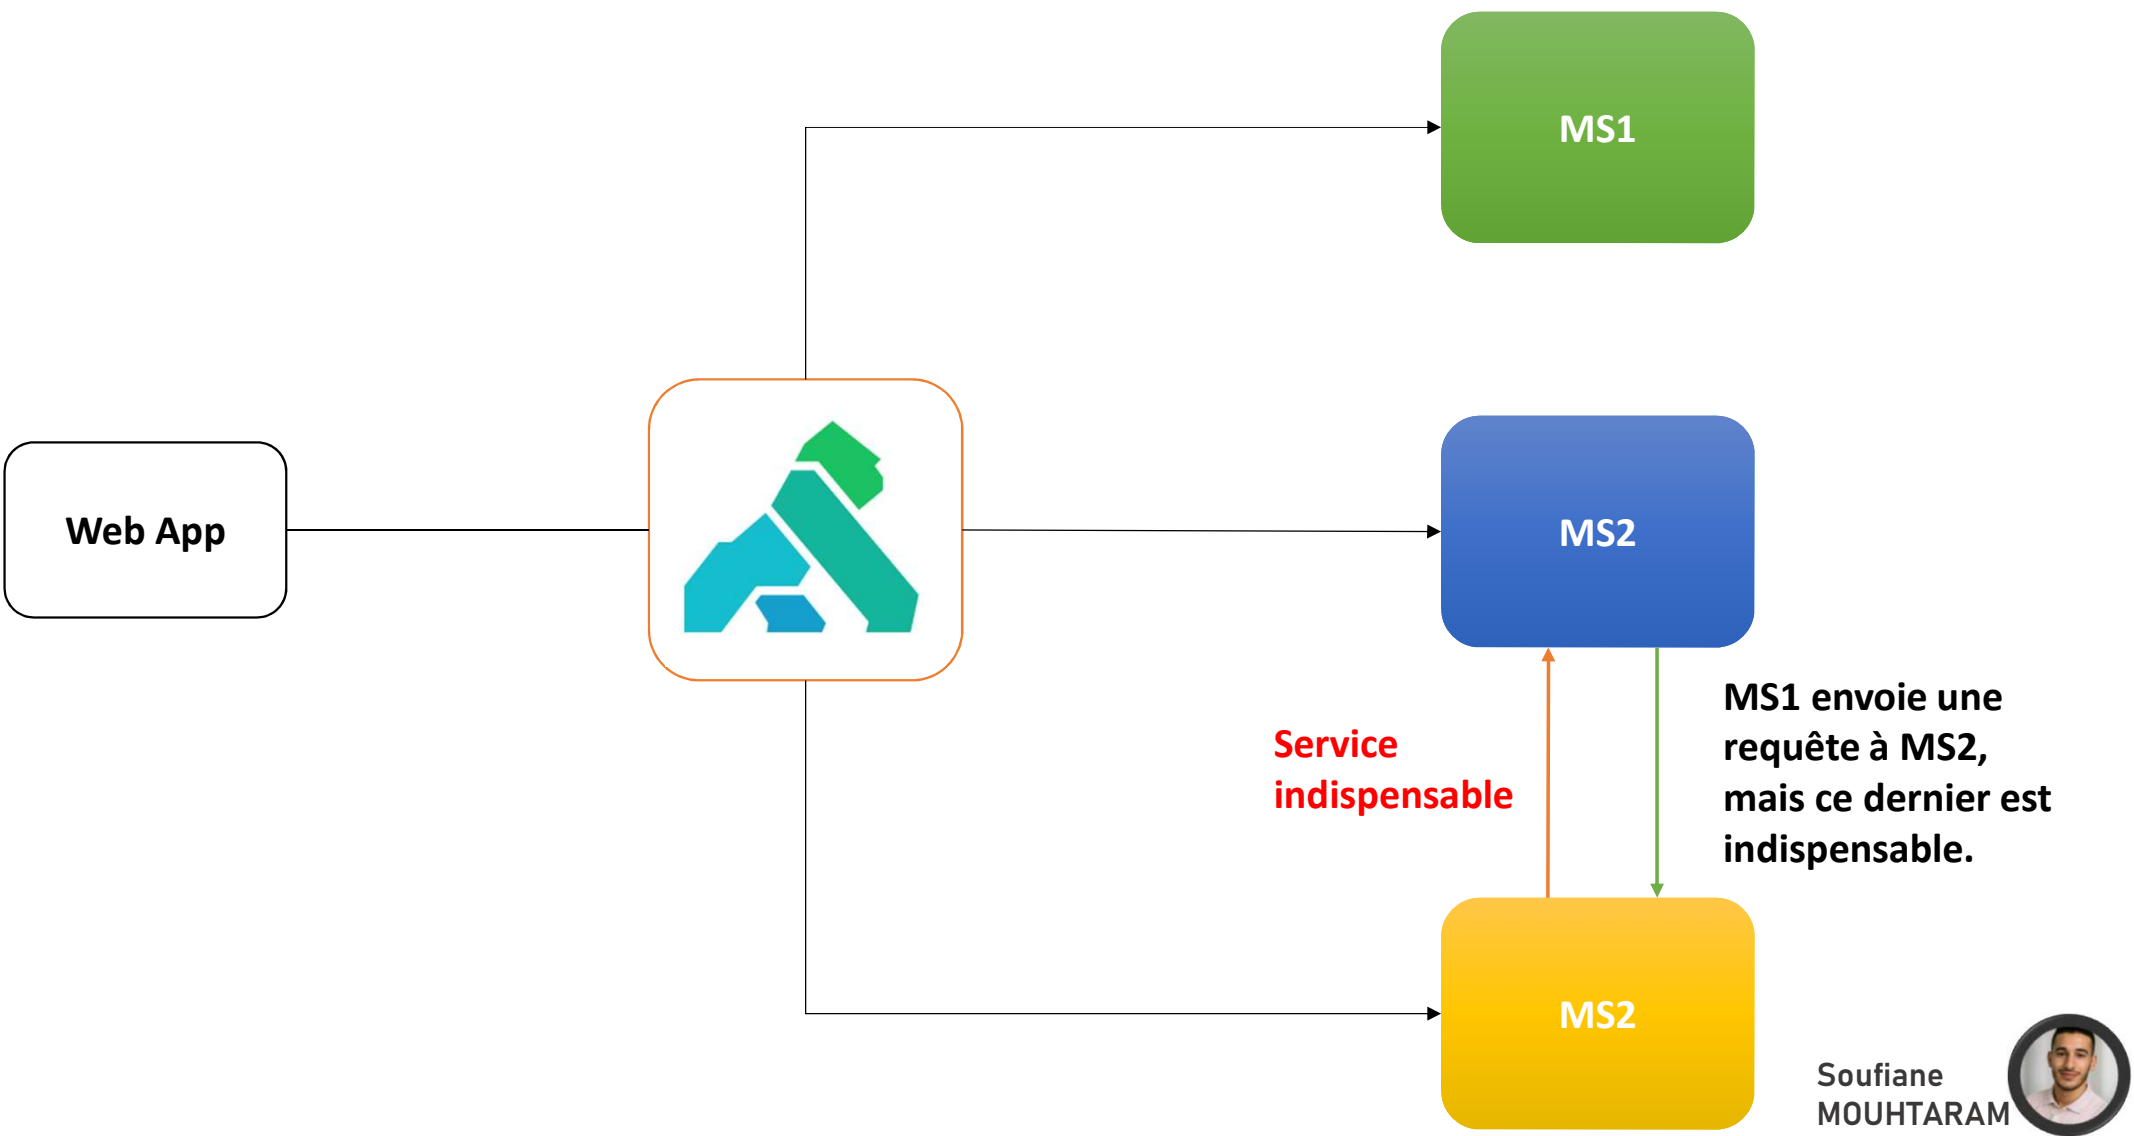 MS1
Web App
MS2
MS1 envoie une
requête à MS2,
mais ce dernier est
indispensable.
Service
indispensable
MS2
Soufiane
MOUHTARAM